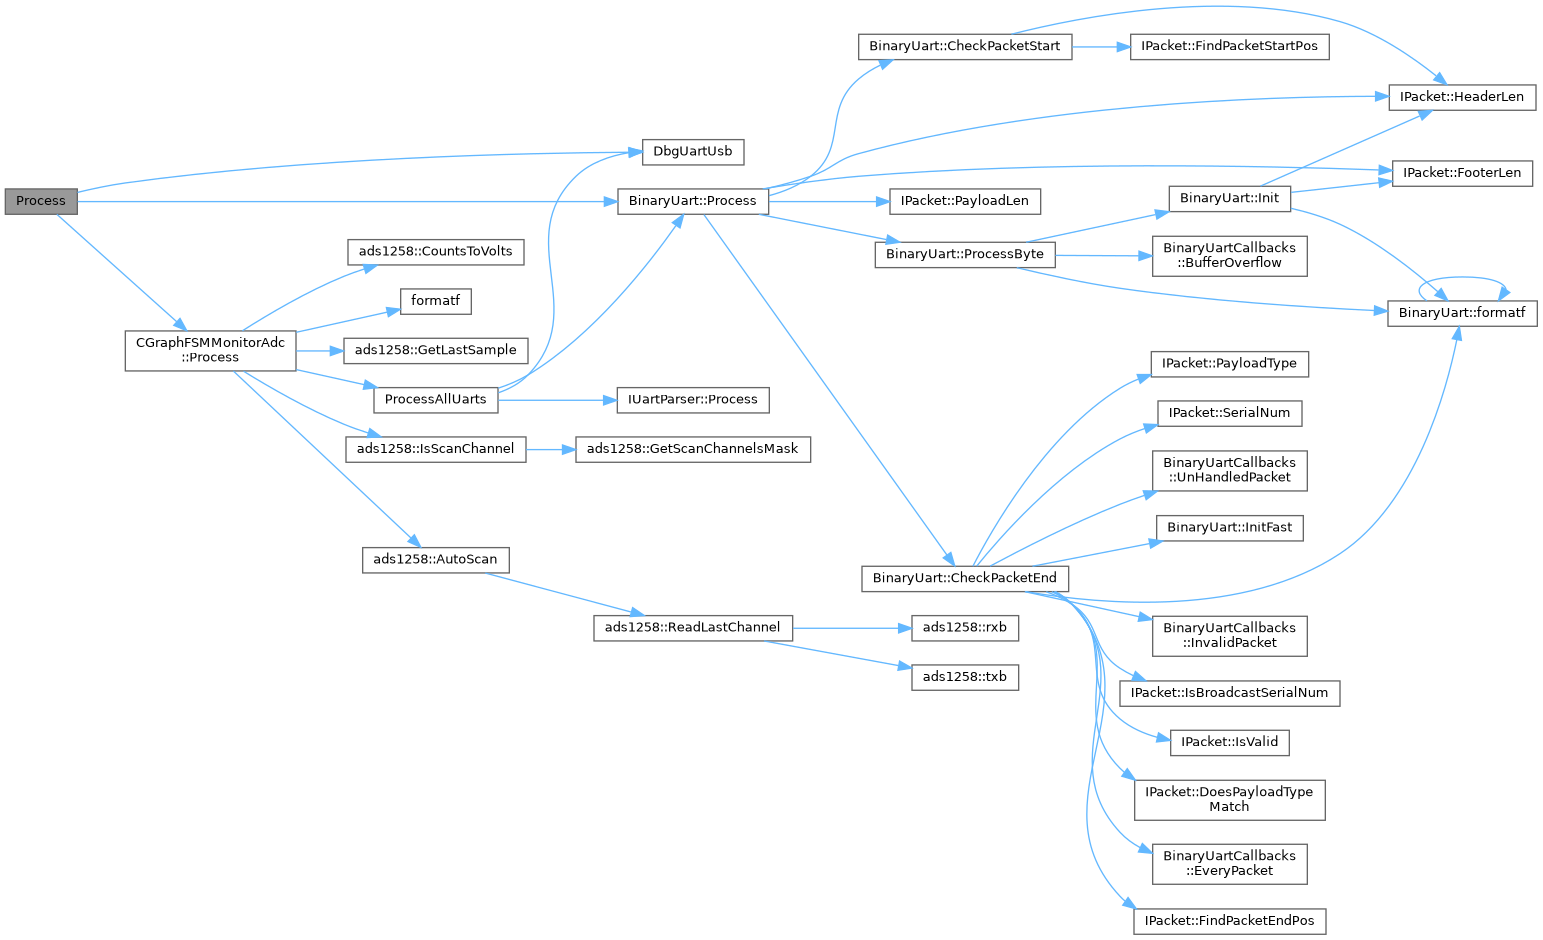 BinaryUart::CheckPacketStart
IPacket::FindPacketStartPos
IPacket::HeaderLen
DbgUartUsb
IPacket::FooterLen
Process
BinaryUart::Process
IPacket::PayloadLen
BinaryUart::Init
ads1258::CountsToVolts
BinaryUart::ProcessByte
BinaryUartCallbacks
::BufferOverflow
formatf
BinaryUart::formatf
CGraphFSMMonitorAdc
::Process
ads1258::GetLastSample
IPacket::PayloadType
ProcessAllUarts
IUartParser::Process
IPacket::SerialNum
ads1258::IsScanChannel
ads1258::GetScanChannelsMask
BinaryUartCallbacks
::UnHandledPacket
BinaryUart::InitFast
ads1258::AutoScan
BinaryUart::CheckPacketEnd
ads1258::ReadLastChannel
ads1258::rxb
BinaryUartCallbacks
::InvalidPacket
ads1258::txb
IPacket::IsBroadcastSerialNum
IPacket::IsValid
IPacket::DoesPayloadType
Match
BinaryUartCallbacks
::EveryPacket
IPacket::FindPacketEndPos